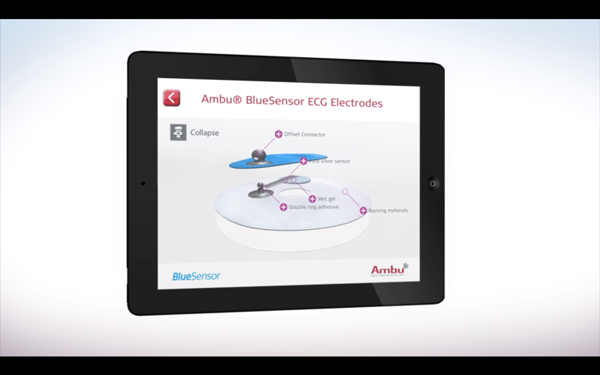 Ambu® BlueSensor ECG Electrodes
Collapse
Offset Connector
Pure silver sensor
Wet gel
Double ring adhesive
Backing materials
BlueSensor
Ambu